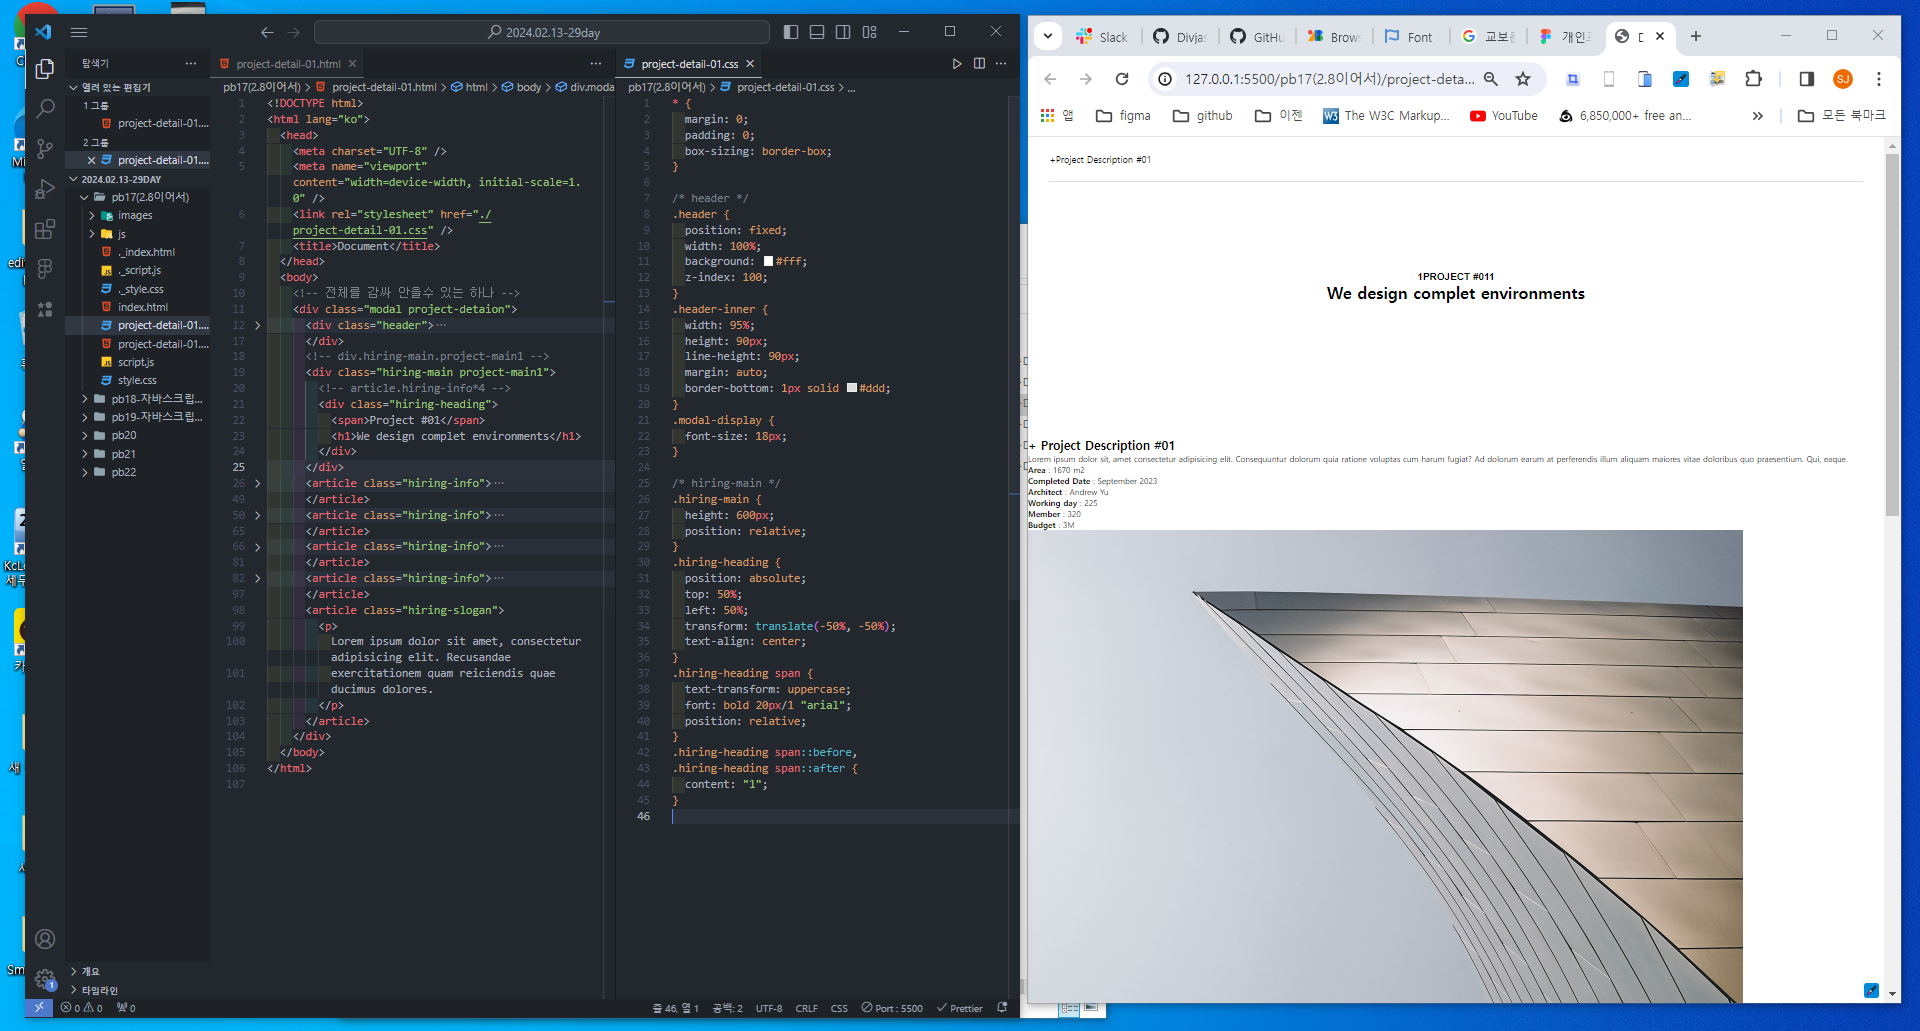 2024.02.13-29day
탐색기
열려 있는 편집기
1 그룹
project-detail-01....
2 그룹
project-detail-01....
2024.02.13-29DAY
pb17(2.8이어서)
images
js
._index.html
._script.js
._style.css
index.html
project-detail-01....
project-detail-01....
script.js
style.css
pb18-자바스크립...
pb19-자바스크립...
pb20
pb21
pb22
개요
타임라인
project-detail-01.html
pb17(2.8이어서) > project-detail-01.html > html > body > div.moda
1 <!DOCTYPE html>
2 <html lang="ko">
3 <head>
4 <meta charset="UTF-8" />
5 <meta name="viewport"
content="width=device-width, initial-scale=1.
0" />
6 <link rel="stylesheet" href="./
project-detail-01.css" />
7 <title>Document</title>
8 </head>
9 <body>
10 <!-- 전체를 감싸 안을수 있는 하나 -->
11 <div class="modal project-detaion">
12 <div class="header">…
17 </div>
18 <!-- div.hiring-main.project-main1 -->
19 <div class="hiring-main project-main1">
20 <!-- article.hiring-info*4 -->
21 <div class="hiring-heading">
22 <span>Project #01</span>
23 <h1>We design complet environments</h1>
24 </div>
25 </div>
26 <article class="hiring-info">…
49 </article>
50 <article class="hiring-info">…
65 </article>
66 <article class="hiring-info">…
81 </article>
82 <article class="hiring-info">…
97 </article>
98 <article class="hiring-slogan">
99 <p>
100 Lorem ipsum dolor sit amet, consectetur
adipisicing elit. Recusandae
101 exercitationem quam reiciendis quae
ducimus dolores.
102 </p>
103 </article>
104 </div>
105 </body>
106 </html>
107
project-detail-01.css
pb17(2.8이어서) > project-detail-01.css > ...
1 * {
2 margin: 0;
3 padding: 0;
4 box-sizing: border-box;
5 }
6
7 /* header */
8 .header {
9 position: fixed;
10 width: 100%;
11 background: #fff;
12 z-index: 100;
13 }
14 .header-inner {
15 width: 95%;
16 height: 90px;
17 line-height: 90px;
18 margin: auto;
19 border-bottom: 1px solid #ddd;
20 }
21 .modal-display {
22 font-size: 18px;
23 }
24
25 /* hiring-main */
26 .hiring-main {
27 height: 600px;
28 position: relative;
29 }
30 .hiring-heading {
31 position: absolute;
32 top: 50%;
33 left: 50%;
34 transform: translate(-50%, -50%);
35 text-align: center;
36 }
37 .hiring-heading span {
38 text-transform: uppercase;
39 font: bold 20px/1 "arial";
40 position: relative;
41 }
42 .hiring-heading span::before,
43 .hiring-heading span::after {
44 content: "1";
45 }
46
0 0 0
줄 46, 열 1 공백: 2 UTF-8 CRLF CSS Port : 5500 Prettier
Slack Divja GitHu Brow Font 교보 개인 D
127.0.0.1:5500/pb17(2.8이어서)/project-deta...
SJ
앱 figma github 이젠 The W3C Markup... YouTube 6,850,000+ free an... » 모든 북마크
+Project Description #01
1PROJECT #011
We design complet environments
+ Project Description #01
Lorem ipsum dolor sit, amet consectetur adipisicing elit. Consequuntur dolorum quia ratione voluptas cum harum fugiat? Ad dolorum earum at perferendis illum aliquam maiores vitae doloribus quo praesentium. Qui, eaque.
Area : 1670 m2
Completed Date : September 2023
Architect : Andrew Yu
Working day : 225
Member : 320
Budget : 3M